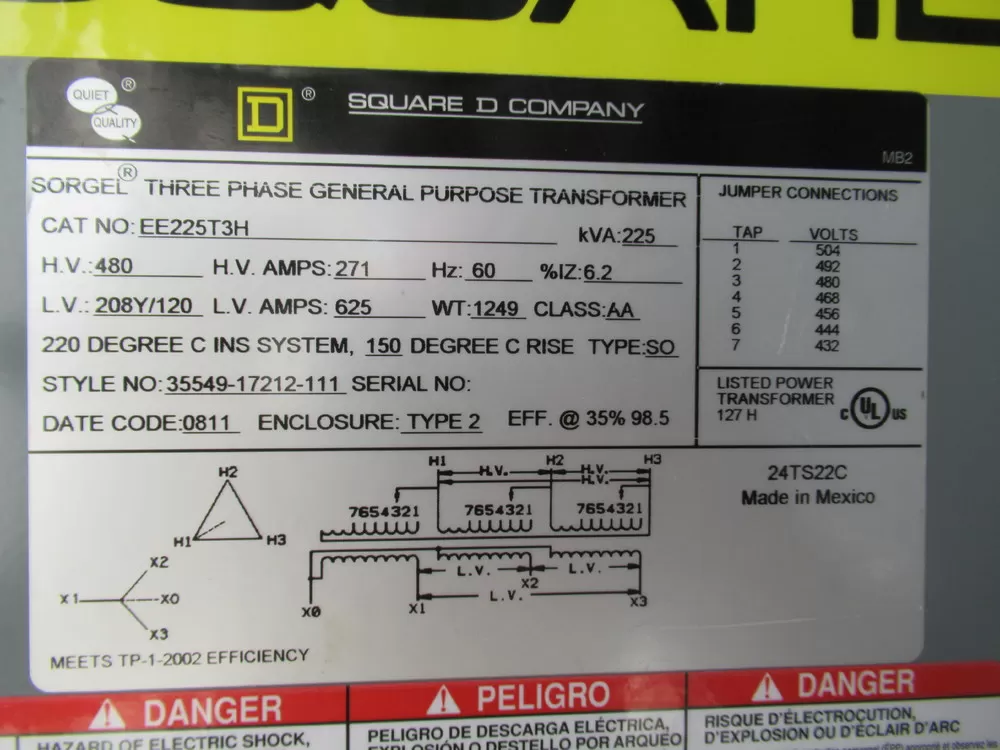 QUIET
&
QUALITY
®
D ®
SQUARE D COMPANY
MB2
SORGEL® THREE PHASE GENERAL PURPOSE TRANSFORMER
CAT NO: EE225T3H
kVA: 225
H.V.: 480 H.V. AMPS: 271 Hz: 60 %IZ: 6.2
L.V.: 208Y/120 L.V. AMPS: 625 WT: 1249 CLASS: AA
220 DEGREE C INS SYSTEM, 150 DEGREE C RISE TYPE: SO
STYLE NO: 35549-17212-111 SERIAL NO:
DATE CODE: 0811 ENCLOSURE: TYPE 2 EFF. @ 35% 98.5
JUMPER CONNECTIONS
TAP VOLTS
1 504
2 492
3 480
4 468
5 456
6 444
7 432
LISTED POWER
TRANSFORMER
127 H
C UL US
24TS22C
Made in Mexico
H2
H1 H3
X2
X1 X0
X3
H1 H2 H3
H.V. H.V.
H.V.
7654321 7654321 7654321
L.V. L.V.
X2
L.V.
X0 X1 X3
MEETS TP-1-2002 EFFICIENCY
DANGER
HAZARD OF ELECTRIC SHOCK,
PELIGRO
PELIGRO DE DESCARGA ELÉCTRICA,
EXPLOSIÓN O DESTELLO POR ARQUEO
DANGER
RISQUE D'ÉLECTROCUTION,
D'EXPLOSION OU D'ÉCLAIR D'ARC